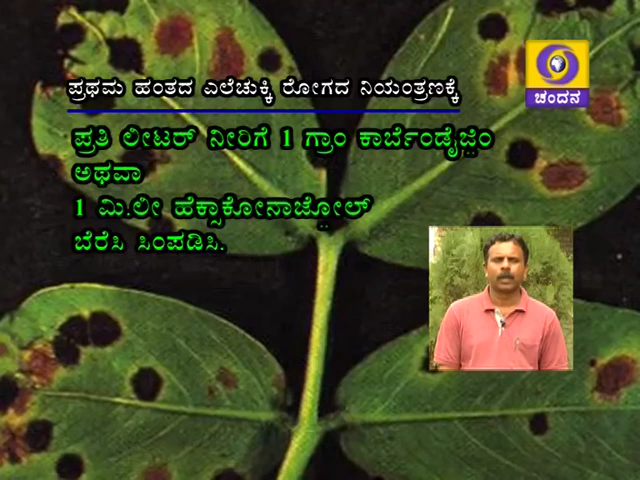 ಪ್ರಥಮ ಹಂತದ ಎಲೆಚುಕ್ಕಿ ರೋಗದ ನಿಯಂತ್ರಣಕ್ಕೆ
ಚಂದನ
ಪ್ರತಿ ಲೀಟರ್ ನೀರಿಗೆ 1 ಗ್ರಾಂ ಕಾರ್ಬೆಂಡೈಜ಼ಿಂ
ಅಥವಾ
1 ಮಿ.ಲೀ ಹೆಕ್ಸಾಕೋನಾಜ಼ೋಲ್
ಬೆರೆಸಿ ಸಿಂಪಡಿಸಿ.